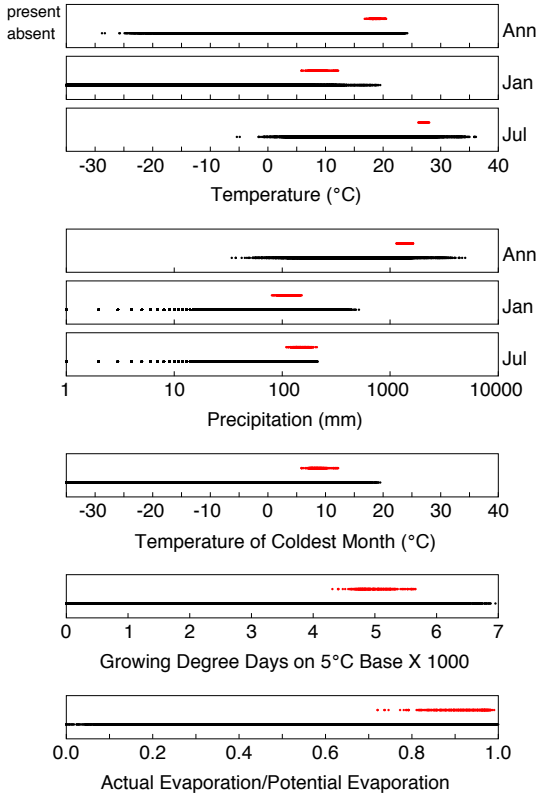 present
absent
Ann
Jan
Jul
-30 -20 -10 0 10 20 30 40
Temperature (°C)
Ann
Jan
Jul
1 10 100 1000 10000
Precipitation (mm)
-30 -20 -10 0 10 20 30 40
Temperature of Coldest Month (°C)
0 1 2 3 4 5 6 7
Growing Degree Days on 5°C Base X 1000
0.0 0.2 0.4 0.6 0.8 1.0
Actual Evaporation/Potential Evaporation